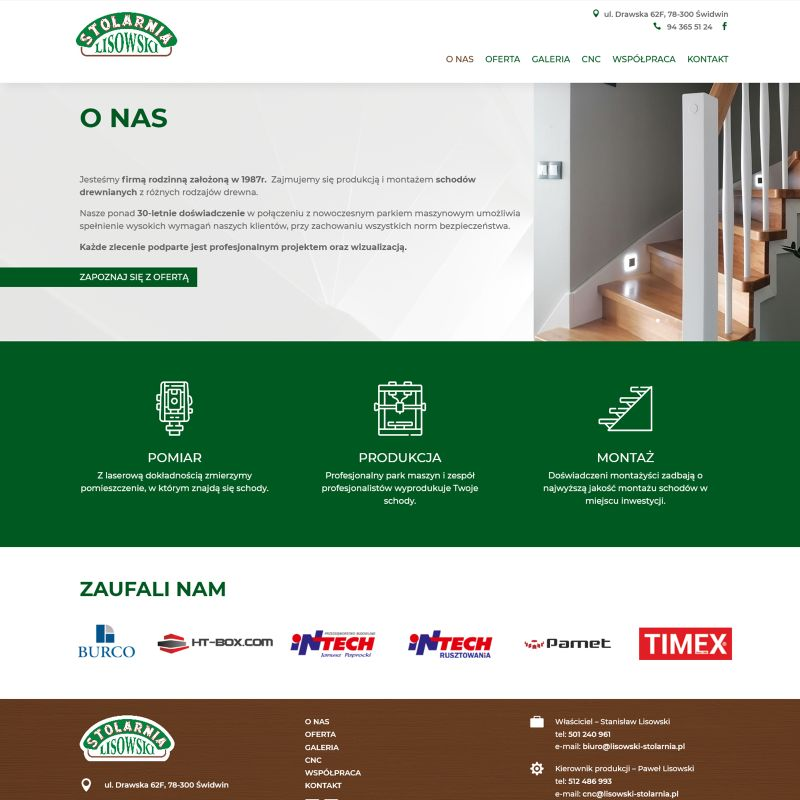 STOLARNIA
LISOWSKI
ul. Drawska 62F, 78-300 Świdwin
94 365 51 24
O NAS OFERTA GALERIA CNC WSPÓŁPRACA KONTAKT
O NAS
Jesteśmy firmą rodzinną założoną w 1987r. Zajmujemy się produkcją i montażem schodów
drewnianych z różnych rodzajów drewna.
Nasze ponad 30-letnie doświadczenie w połączeniu z nowoczesnym parkiem maszynowym umożliwia
spełnienie wysokich wymagań naszych klientów, przy zachowaniu wszystkich norm bezpieczeństwa.
Każde zlecenie podparte jest profesjonalnym projektem oraz wizualizacją.
ZAPOZNAJ SIĘ Z OFERTĄ
POMIAR
Z laserową dokładnością zmierzymy
pomieszczenie, w którym znajdą się schody.
PRODUKCJA
Profesjonalny park maszyn i zespół
profesjonalistów wyprodukuje Twoje
schody.
MONTAŻ
Doświadczeni montażyści zadbają o
najwyższą jakość montażu schodów w
miejscu inwestycji.
ZAUFALI NAM
BURCO
HT-BOX.COM
PRZEDSIĘBIORSTWO BUDOWLANE
iNTECH
Janusz Paprocki
iNTECH
RUSZTOWANiA
Pamet
TIMEX
STOLARNIA
LISOWSKI
ul. Drawska 62F, 78-300 Świdwin
O NAS
OFERTA
GALERIA
CNC
WSPÓŁPRACA
KONTAKT
Właściciel – Stanisław Lisowski
tel: 501 240 961
e-mail: biuro@lisowski-stolarnia.pl
Kierownik produkcji – Paweł Lisowski
tel: 512 486 993
e-mail: cnc@lisowski-stolarnia.pl